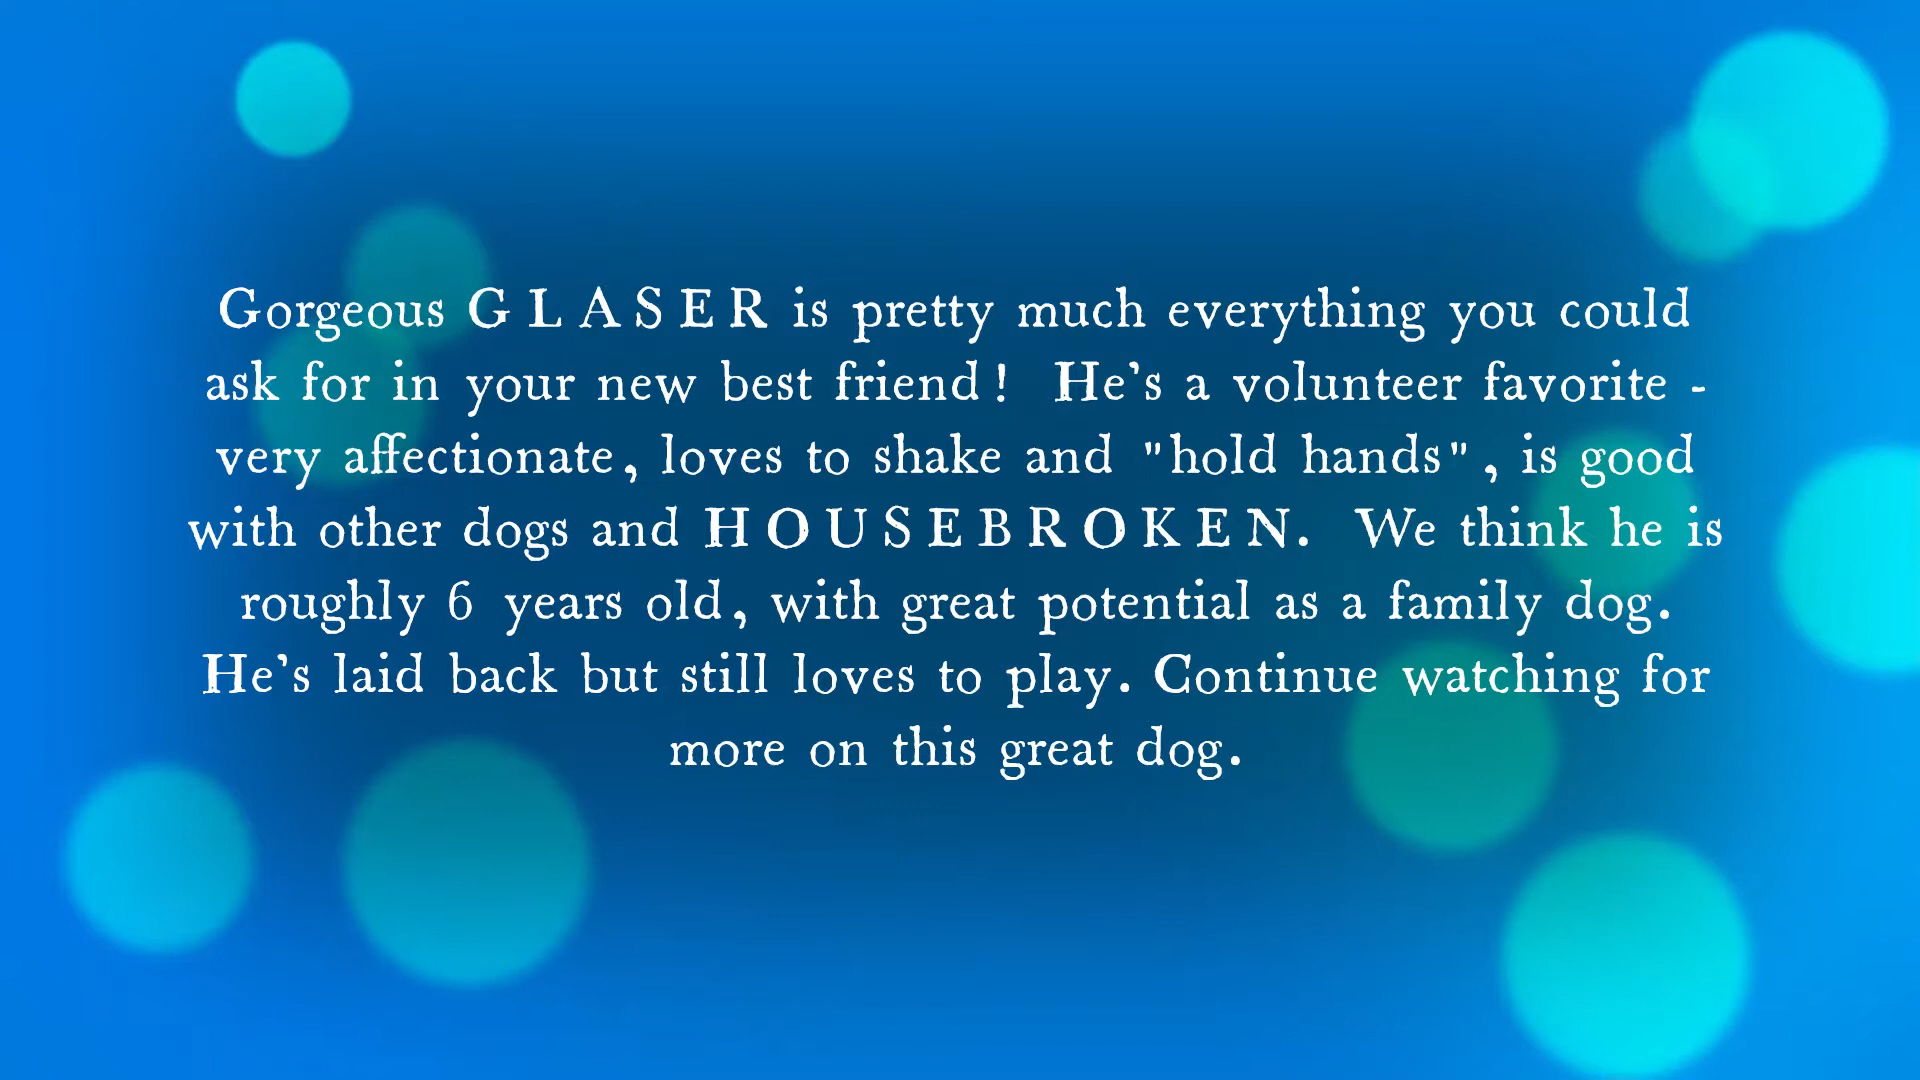 Gorgeous G L A S E R is pretty much everything you could
ask for in your new best friend!  He's a volunteer favorite -
very affectionate, loves to shake and "hold hands", is good
with other dogs and H O U S E B R O K E N.  We think he is
roughly 6 years old, with great potential as a family dog.
He's laid back but still loves to play. Continue watching for
more on this great dog.